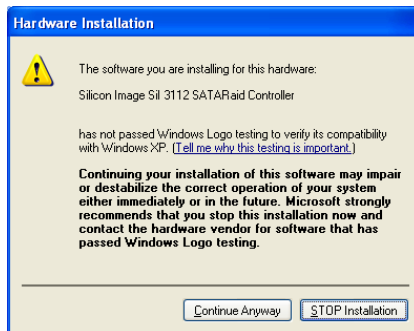 Hardware Installation
The software you are installing for this hardware:
Silicon Image SiI 3112 SATARaid Controller
has not passed Windows Logo testing to verify its compatibility
with Windows XP. (Tell me why this testing is important.)
Continuing your installation of this software may impair
or destabilize the correct operation of your system
either immediately or in the future. Microsoft strongly
recommends that you stop this installation now and
contact the hardware vendor for software that has
passed Windows Logo testing.
Continue Anyway
STOP Installation